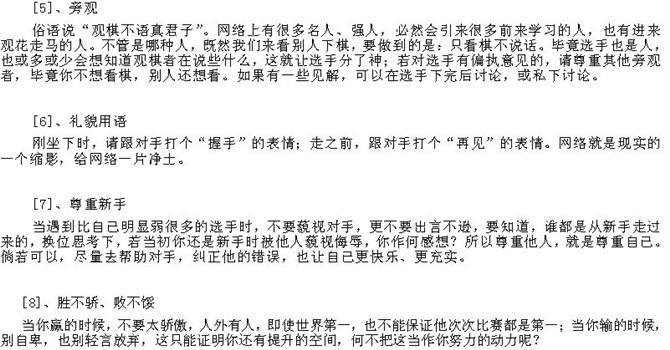 [5]、旁观
俗语说“观棋不语真君子”。网络上有很多名人、强人，必然会引来很多前来学习的人，也有进来
观花走马的人。不管是哪种人，既然我们来看别人下棋，要做到的是：只看棋不说话。毕竟选手也是人，
也或多或少会想知道观棋者在说些什么，这就让选手分了神；若对选手有偏执意见的，请尊重其他旁观
者，毕竟你不想看棋，别人还想看。如果有一些见解，可以在选手下完后讨论，或私下讨论。
[6]、礼貌用语
刚坐下时，请跟对手打个“握手”的表情；走之前，跟对手打个“再见”的表情。网络就是现实的
一个缩影，给网络一片净土。
[7]、尊重新手
当遇到比自己明显弱很多的选手时，不要藐视对手，更不要出言不逊，要知道，谁都是从新手走过
来的，换位思考下，若当初你还是新手时被他人藐视侮辱，你作何感想？所以尊重他人，就是尊重自己。
倘若可以，尽量去帮助对手，纠正他的错误，也让自己更快乐、更充实。
[8]、胜不骄、败不馁
当你赢的时候，不要太骄傲，人外有人，即使世界第一，也不能保证他次次比赛都是第一；当你输的时候，
别自卑，也别轻言放弃，这只能证明你还有提升的空间，何不把这当作你努力的动力呢？